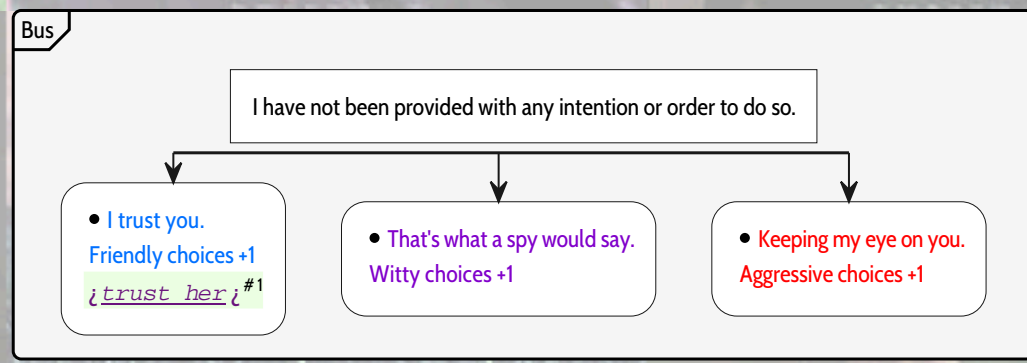 Bus
I have not been provided with any intention or order to do so.
• I trust you.
Friendly choices +1
¿trust her¿#1
• That's what a spy would say.
Witty choices +1
• Keeping my eye on you.
Aggressive choices +1